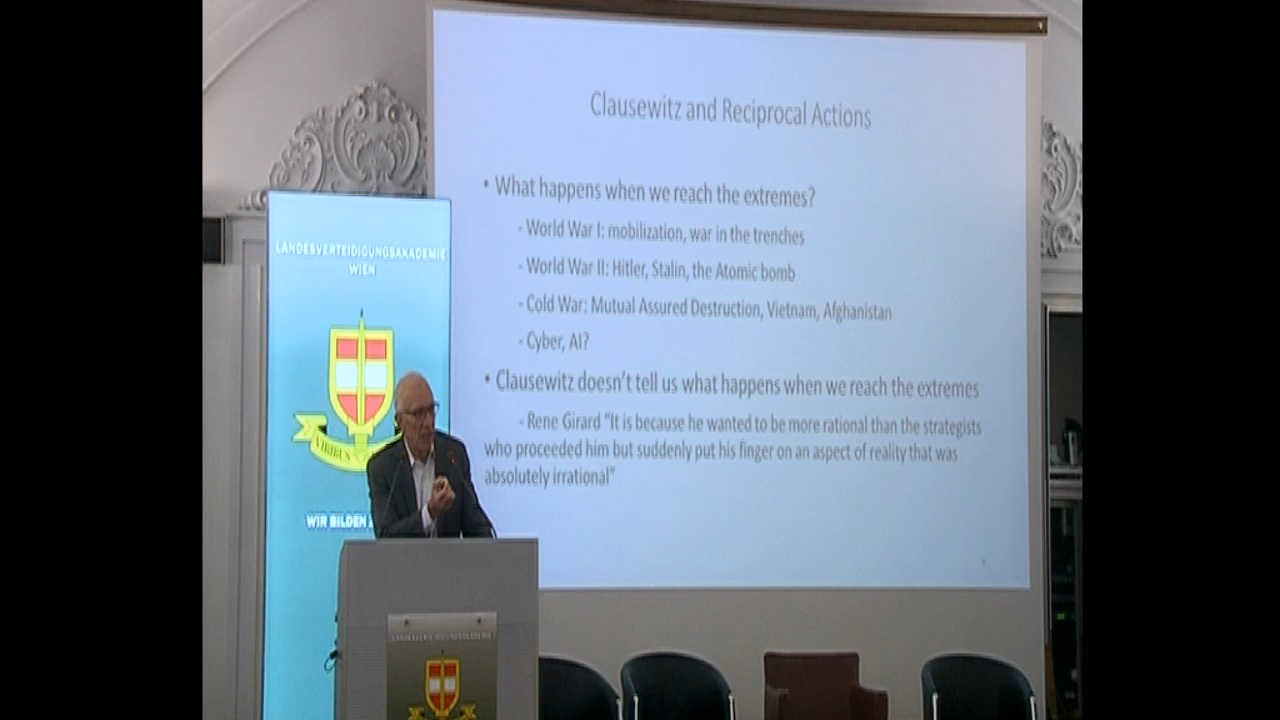 Clausewitz and Reciprocal Actions
• What happens when we reach the extremes?
- World War I: mobilization, war in the trenches
- World War II: Hitler, Stalin, the Atomic bomb
- Cold War: Mutual Assured Destruction, Vietnam, Afghanistan
- Cyber, AI?
• Clausewitz doesn't tell us what happens when we reach the extremes
- Rene Girard "It is because he wanted to be more rational than the strategists
who proceeded him but suddenly put his finger on an aspect of reality that was
absolutely irrational"
LANDESVERTEIDIGUNGSAKADEMIE
WIEN
VIRIBUS
WIR BILDEN
LANDESVERTEIDIGUNGSAKADEMIE